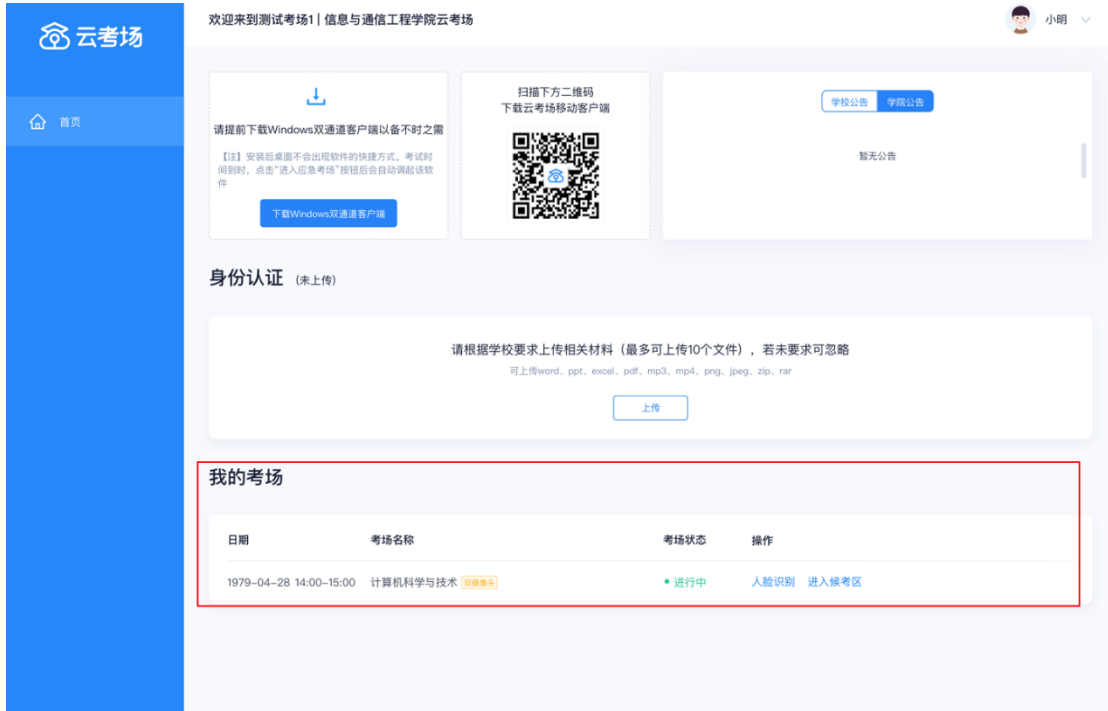 云考场
欢迎来到测试考场1 | 信息与通信工程学院云考场
小明
首页
请提前下载Windows双通道客户端以备不时之需
【注】安装后桌面不会出现软件的快捷方式。考试时
间到时，点击“进入应急考场”按钮后会自动调起该软
件
下载Windows双通道客户端
扫描下方二维码
下载云考场移动客户端
学校公告 学院公告
暂无公告
身份认证 (未上传)
请根据学校要求上传相关材料（最多可上传10个文件），若未要求可忽略
可上传word、ppt、excel、pdf、mp3、mp4、png、jpeg、zip、rar
上传
我的考场
日期 考场名称 考场状态 操作
1979-04-28 14:00-15:00 计算机科学与技术 双摄像头 进行中 人脸识别 进入候考区